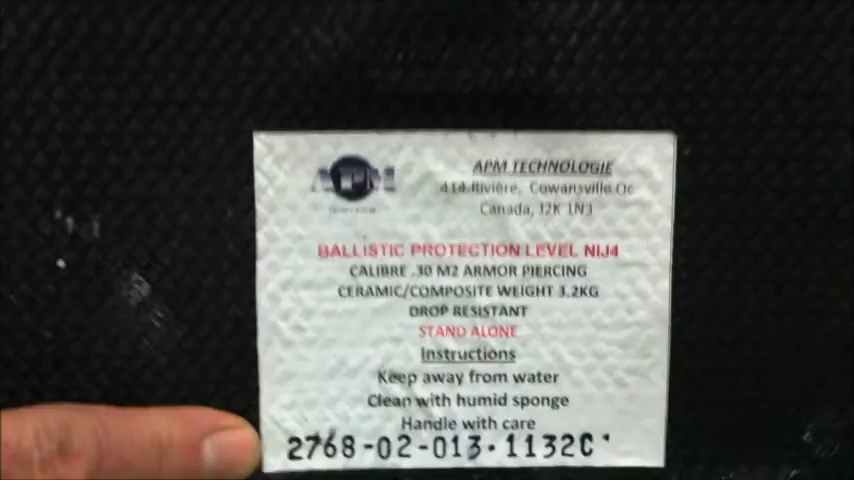 APM
APM TECHNOLOGIE
414 Rivière, Cowansville Qc
Canada, J2K 1N3
BALLISTIC PROTECTION LEVEL NIJ4
CALIBRE .30 M2 ARMOR PIERCING
CERAMIC/COMPOSITE WEIGHT 3.2KG
DROP RESISTANT
STAND ALONE
Instructions
Keep away from water
Clean with humid sponge
Handle with care
2768-02-013·1132C